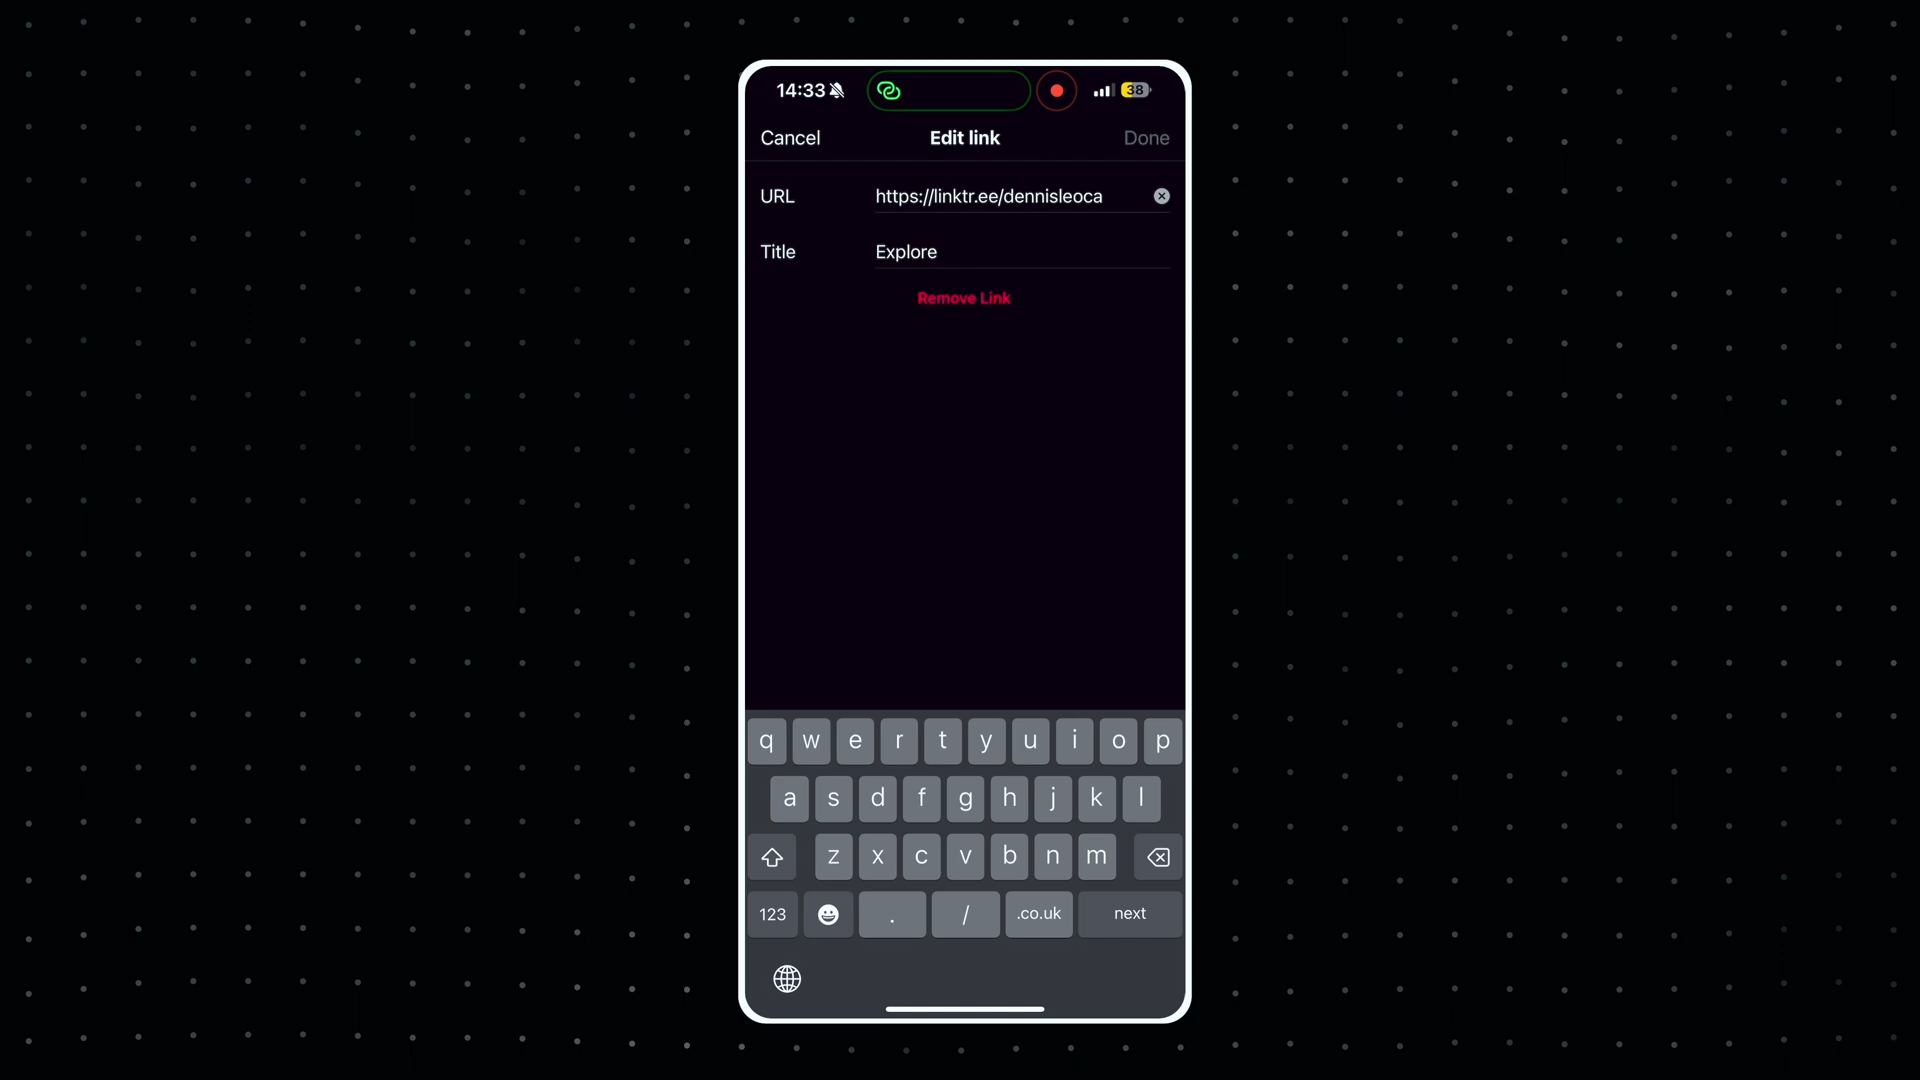 14:33 38
Cancel Edit link Done
URL https://linktr.ee/dennisleoca
Title Explore
Remove Link
q w e r t y u i o p
a s d f g h j k l
z x c v b n m
123 . / .co.uk next